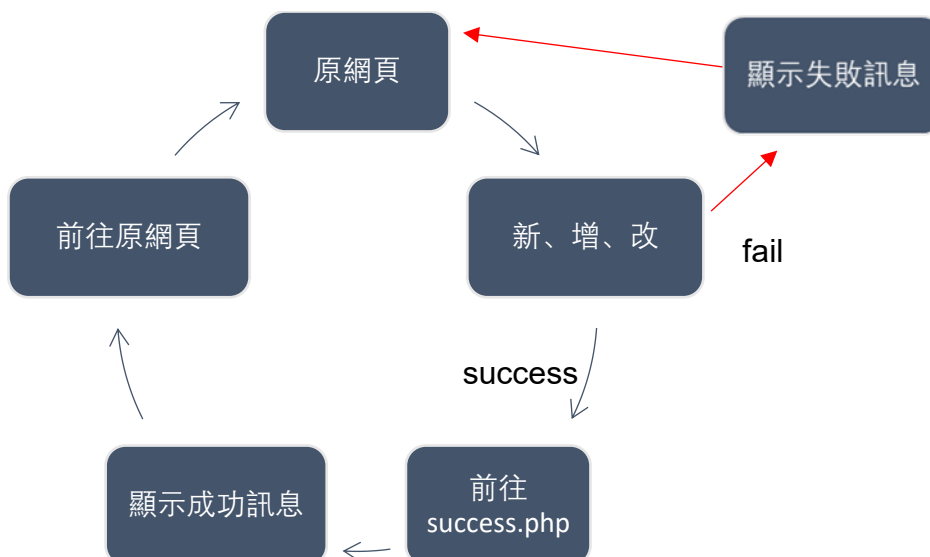 原網頁
顯示失敗訊息
前往原網頁
新、增、改
fail
success
顯示成功訊息
前往
success.php